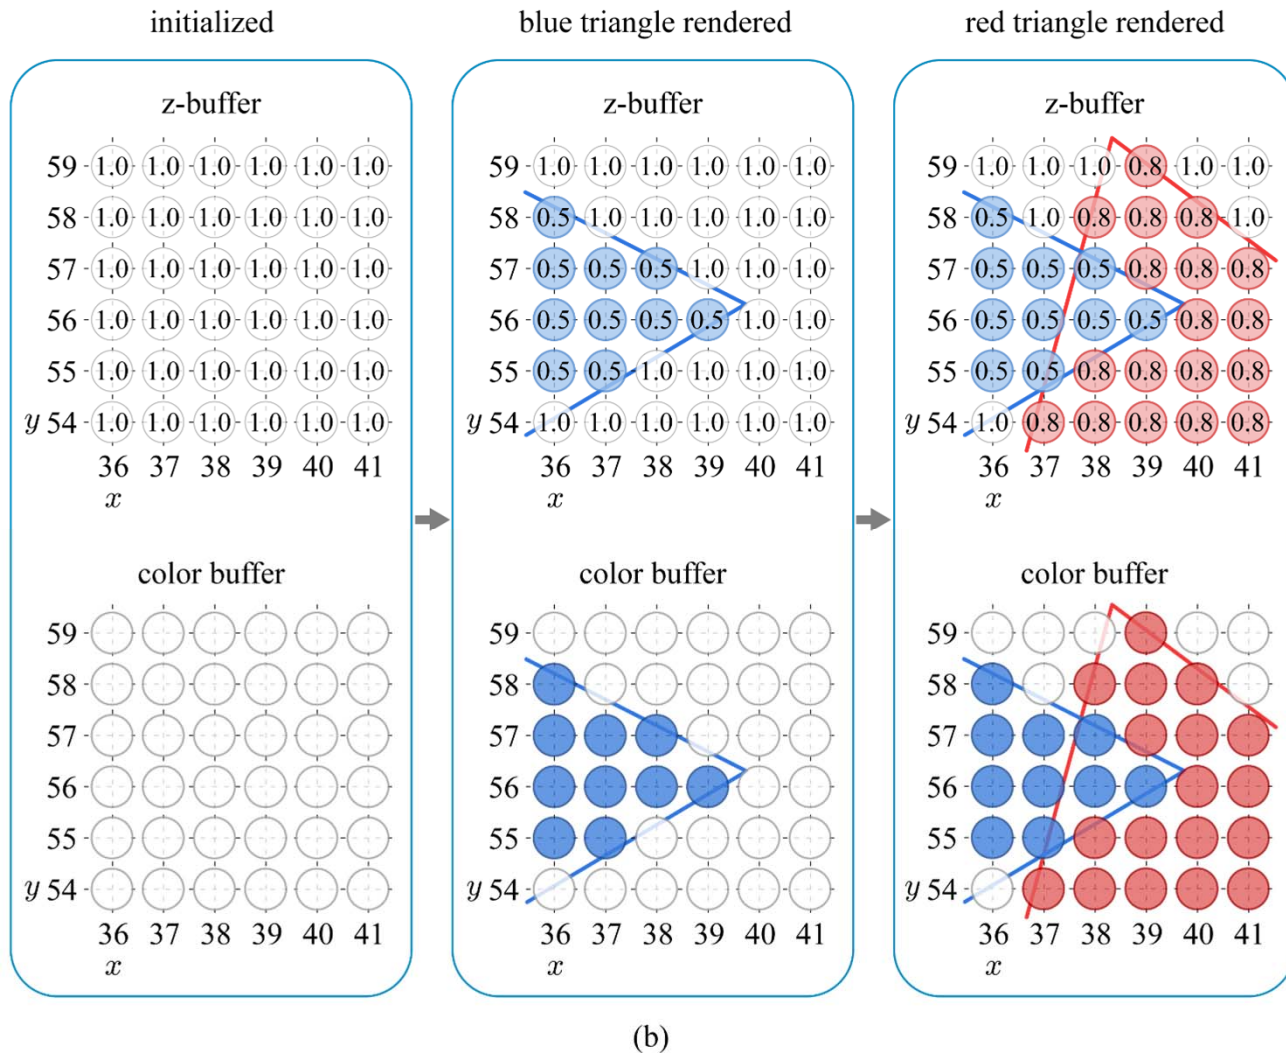 initialized
blue triangle rendered
red triangle rendered
z-buffer
59 1.0 1.0 1.0 1.0 1.0 1.0
58 1.0 1.0 1.0 1.0 1.0 1.0
57 1.0 1.0 1.0 1.0 1.0 1.0
56 1.0 1.0 1.0 1.0 1.0 1.0
55 1.0 1.0 1.0 1.0 1.0 1.0
y 54 1.0 1.0 1.0 1.0 1.0 1.0
36 37 38 39 40 41
x
color buffer
59
58
57
56
55
y 54
36 37 38 39 40 41
x
z-buffer
59 1.0 1.0 1.0 1.0 1.0 1.0
58 0.5 1.0 1.0 1.0 1.0 1.0
57 0.5 0.5 0.5 1.0 1.0 1.0
56 0.5 0.5 0.5 0.5 1.0 1.0
55 0.5 0.5 1.0 1.0 1.0 1.0
y 54 1.0 1.0 1.0 1.0 1.0 1.0
36 37 38 39 40 41
x
color buffer
59
58
57
56
55
y 54
36 37 38 39 40 41
x
z-buffer
59 1.0 1.0 1.0 0.8 1.0 1.0
58 0.5 1.0 0.8 0.8 0.8 1.0
57 0.5 0.5 0.5 0.8 0.8 0.8
56 0.5 0.5 0.5 0.5 0.8 0.8
55 0.5 0.5 0.8 0.8 0.8 0.8
y 54 1.0 0.8 0.8 0.8 0.8 0.8
36 37 38 39 40 41
x
color buffer
59
58
57
56
55
y 54
36 37 38 39 40 41
x
(b)